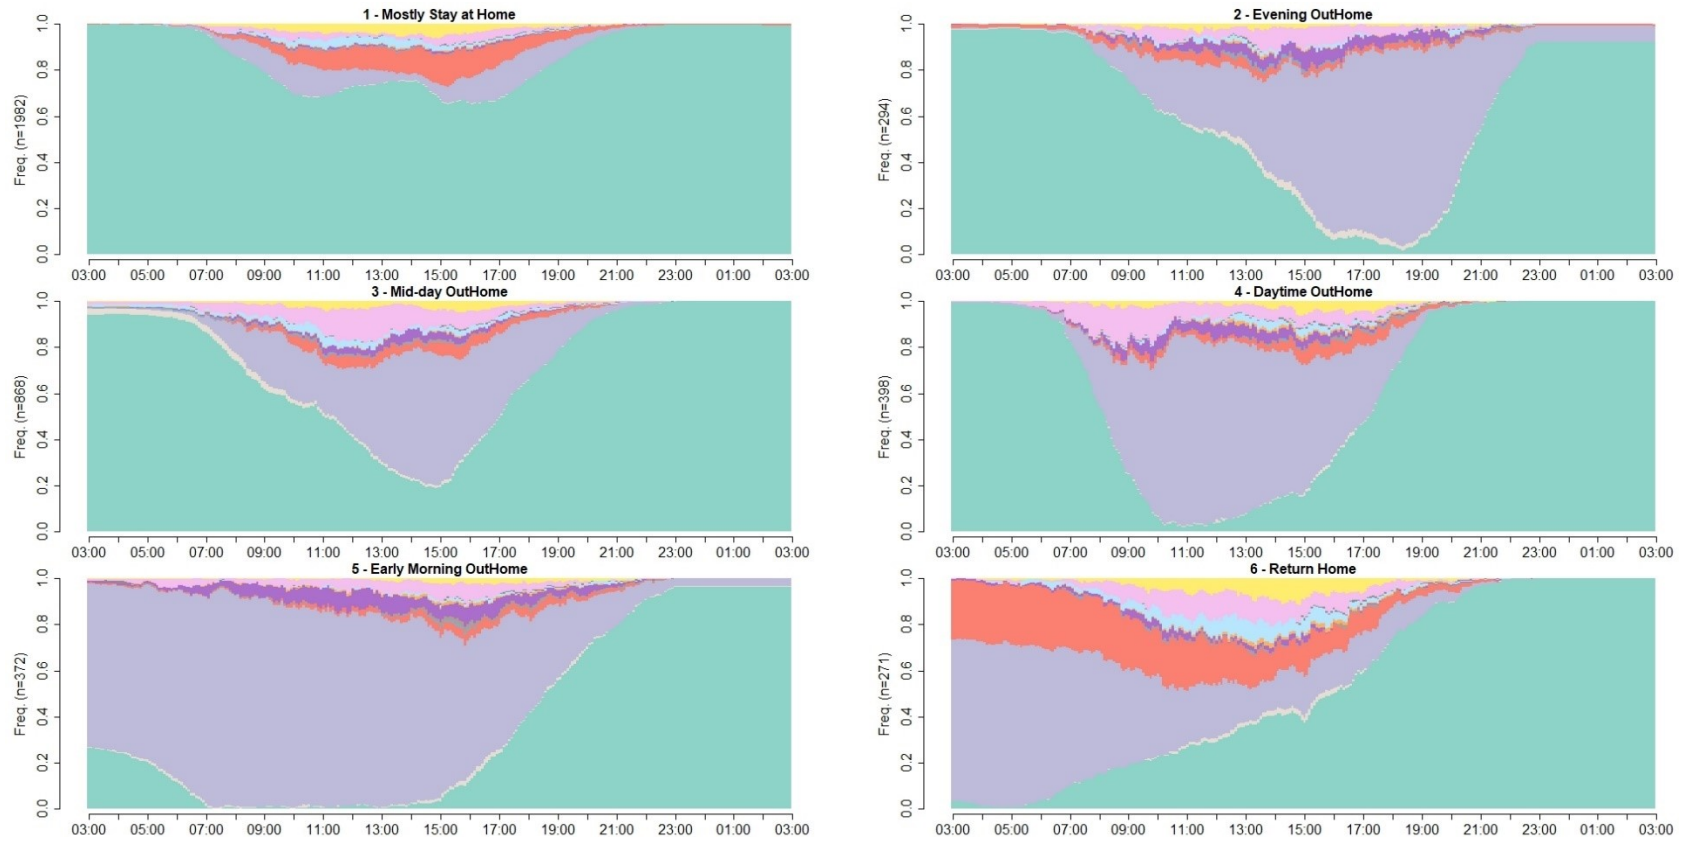 1 - Mostly Stay at Home
Freq. (n=1982)
0.0 0.2 0.4 0.6 0.8 1.0
03:00 05:00 07:00 09:00 11:00 13:00 15:00 17:00 19:00 21:00 23:00 01:00 03:00
2 - Evening OutHome
Freq. (n=294)
0.0 0.2 0.4 0.6 0.8 1.0
03:00 05:00 07:00 09:00 11:00 13:00 15:00 17:00 19:00 21:00 23:00 01:00 03:00
3 - Mid-day OutHome
Freq. (n=868)
0.0 0.2 0.4 0.6 0.8 1.0
03:00 05:00 07:00 09:00 11:00 13:00 15:00 17:00 19:00 21:00 23:00 01:00 03:00
4 - Daytime OutHome
Freq. (n=398)
0.0 0.2 0.4 0.6 0.8 1.0
03:00 05:00 07:00 09:00 11:00 13:00 15:00 17:00 19:00 21:00 23:00 01:00 03:00
5 - Early Morning OutHome
Freq. (n=372)
0.0 0.2 0.4 0.6 0.8 1.0
03:00 05:00 07:00 09:00 11:00 13:00 15:00 17:00 19:00 21:00 23:00 01:00 03:00
6 - Return Home
Freq. (n=271)
0.0 0.2 0.4 0.6 0.8 1.0
03:00 05:00 07:00 09:00 11:00 13:00 15:00 17:00 19:00 21:00 23:00 01:00 03:00